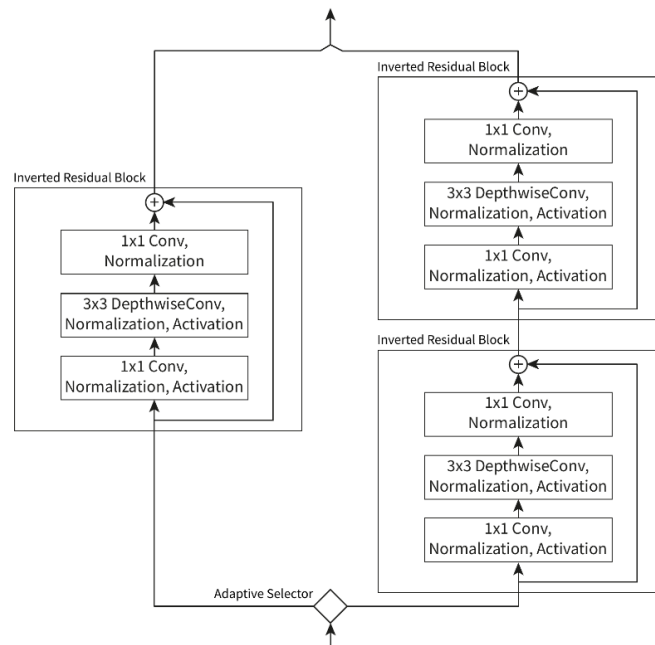 Inverted Residual Block
+
1x1 Conv,
Normalization
3x3 DepthwiseConv,
Normalization, Activation
1x1 Conv,
Normalization, Activation
Inverted Residual Block
+
1x1 Conv,
Normalization
3x3 DepthwiseConv,
Normalization, Activation
1x1 Conv,
Normalization, Activation
Inverted Residual Block
+
1x1 Conv,
Normalization
3x3 DepthwiseConv,
Normalization, Activation
1x1 Conv,
Normalization, Activation
Adaptive Selector